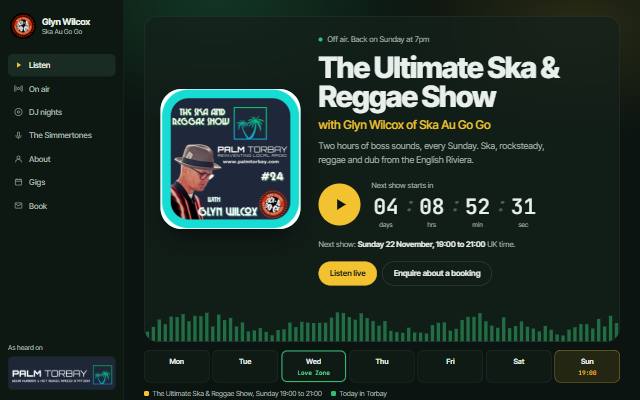 Glyn Wilcox
Ska Au Go Go
Listen
On air
DJ nights
The Simmertones
About
Gigs
Book
As heard on
PALM TORBAY
Off air. Back on Sunday at 7pm
The Ultimate Ska &
Reggae Show
with Glyn Wilcox of Ska Au Go Go
Two hours of boss sounds, every Sunday. Ska, rocksteady,
reggae and dub from the English Riviera.
THE SKA AND
REGGAE SHOW
PALM TORBAY
REINVENTING LOCAL RADIO
www.palmtorbay.com
#24
WITH
GLYN WILCOX
Next show starts in
04 : 08 : 52 : 31
days hrs min sec
Next show: Sunday 22 November, 19:00 to 21:00 UK time.
Listen live
Enquire about a booking
Mon Tue Wed Thu Fri Sat Sun
Love Zone 19:00
The Ultimate Ska & Reggae Show, Sunday 19:00 to 21:00 Today in Torbay